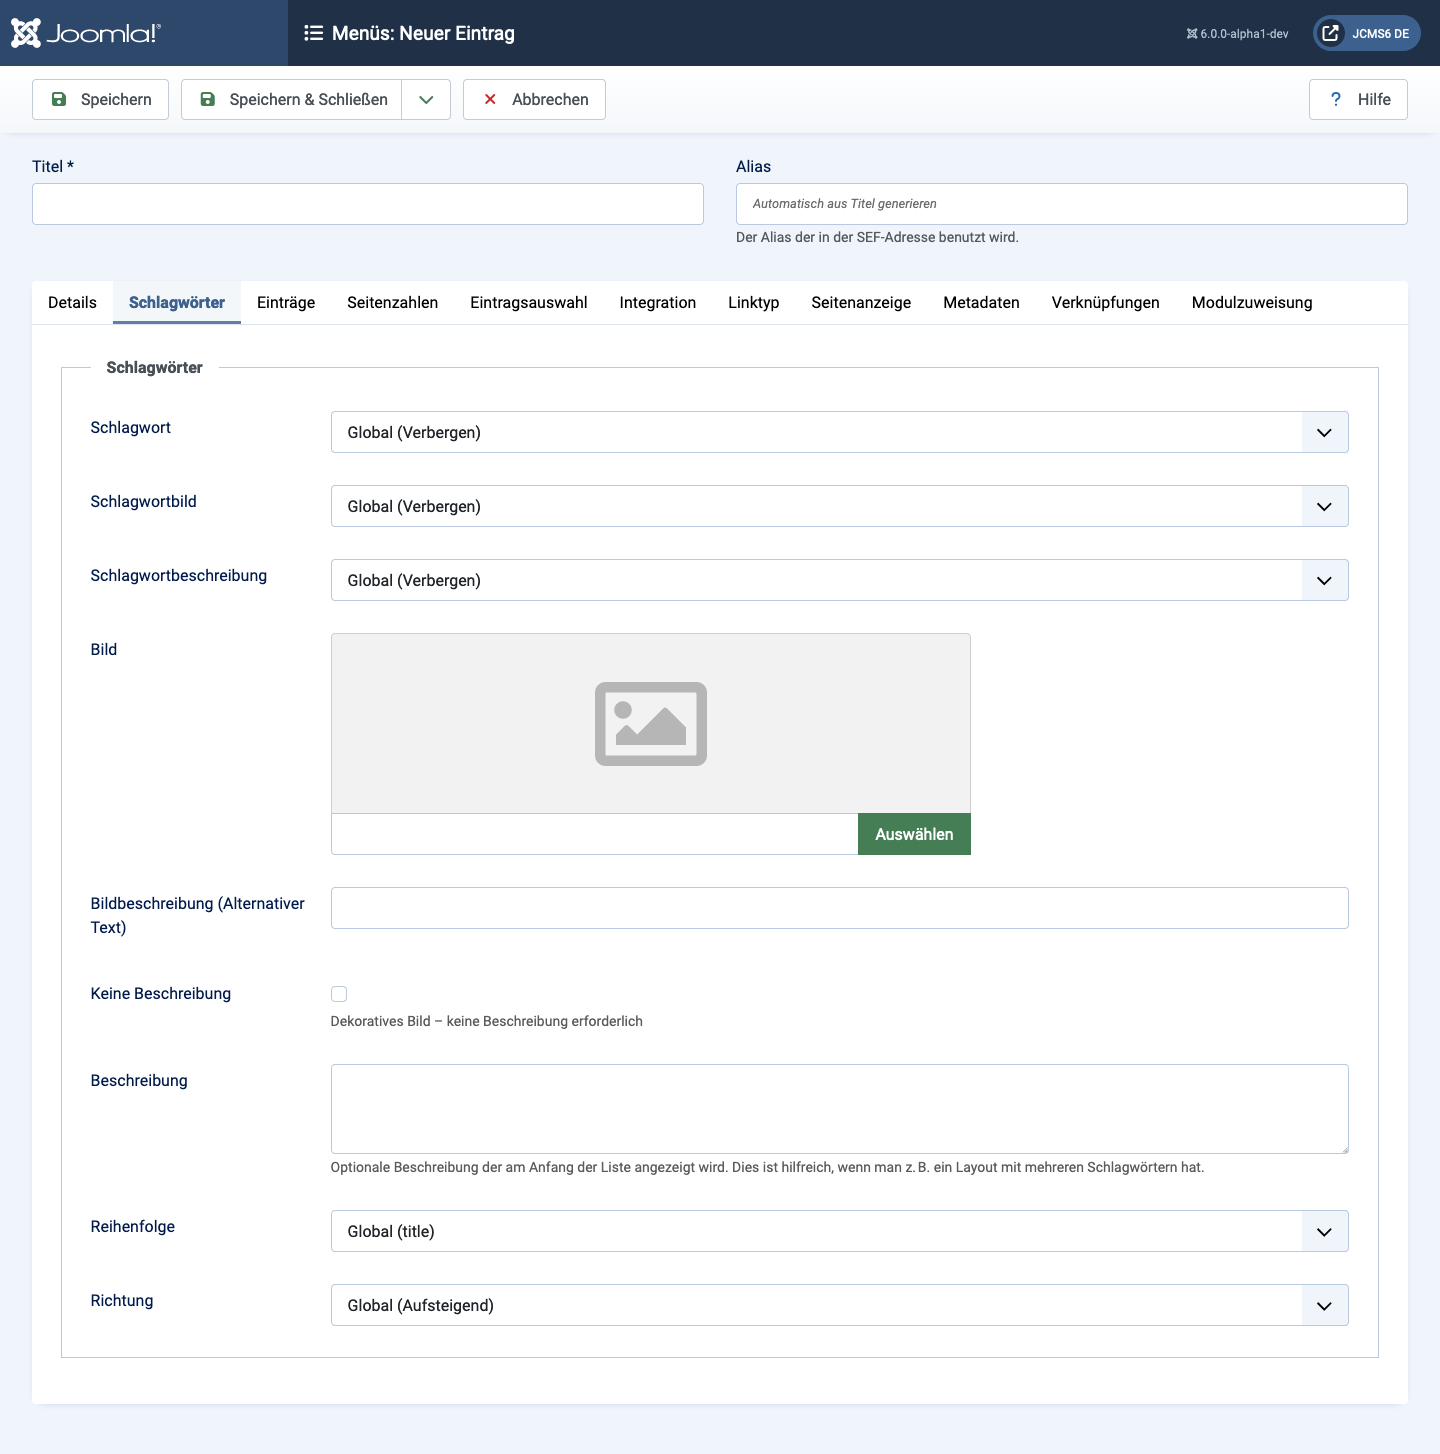 Joomla!®
Menüs: Neuer Eintrag
6.0.0-alpha1-dev
JCMS6 DE
Speichern
Speichern & Schließen
Abbrechen
? Hilfe
Titel *
Alias
Automatisch aus Titel generieren
Der Alias der in der SEF-Adresse benutzt wird.
Details Schlagwörter Einträge Seitenzahlen Eintragsauswahl Integration Linktyp Seitenanzeige Metadaten Verknüpfungen Modulzuweisung
Schlagwörter
Schlagwort
Global (Verbergen)
Schlagwortbild
Global (Verbergen)
Schlagwortbeschreibung
Global (Verbergen)
Bild
Auswählen
Bildbeschreibung (Alternativer
Text)
Keine Beschreibung
Dekoratives Bild – keine Beschreibung erforderlich
Beschreibung
Optionale Beschreibung der am Anfang der Liste angezeigt wird. Dies ist hilfreich, wenn man z. B. ein Layout mit mehreren Schlagwörtern hat.
Reihenfolge
Global (title)
Richtung
Global (Aufsteigend)